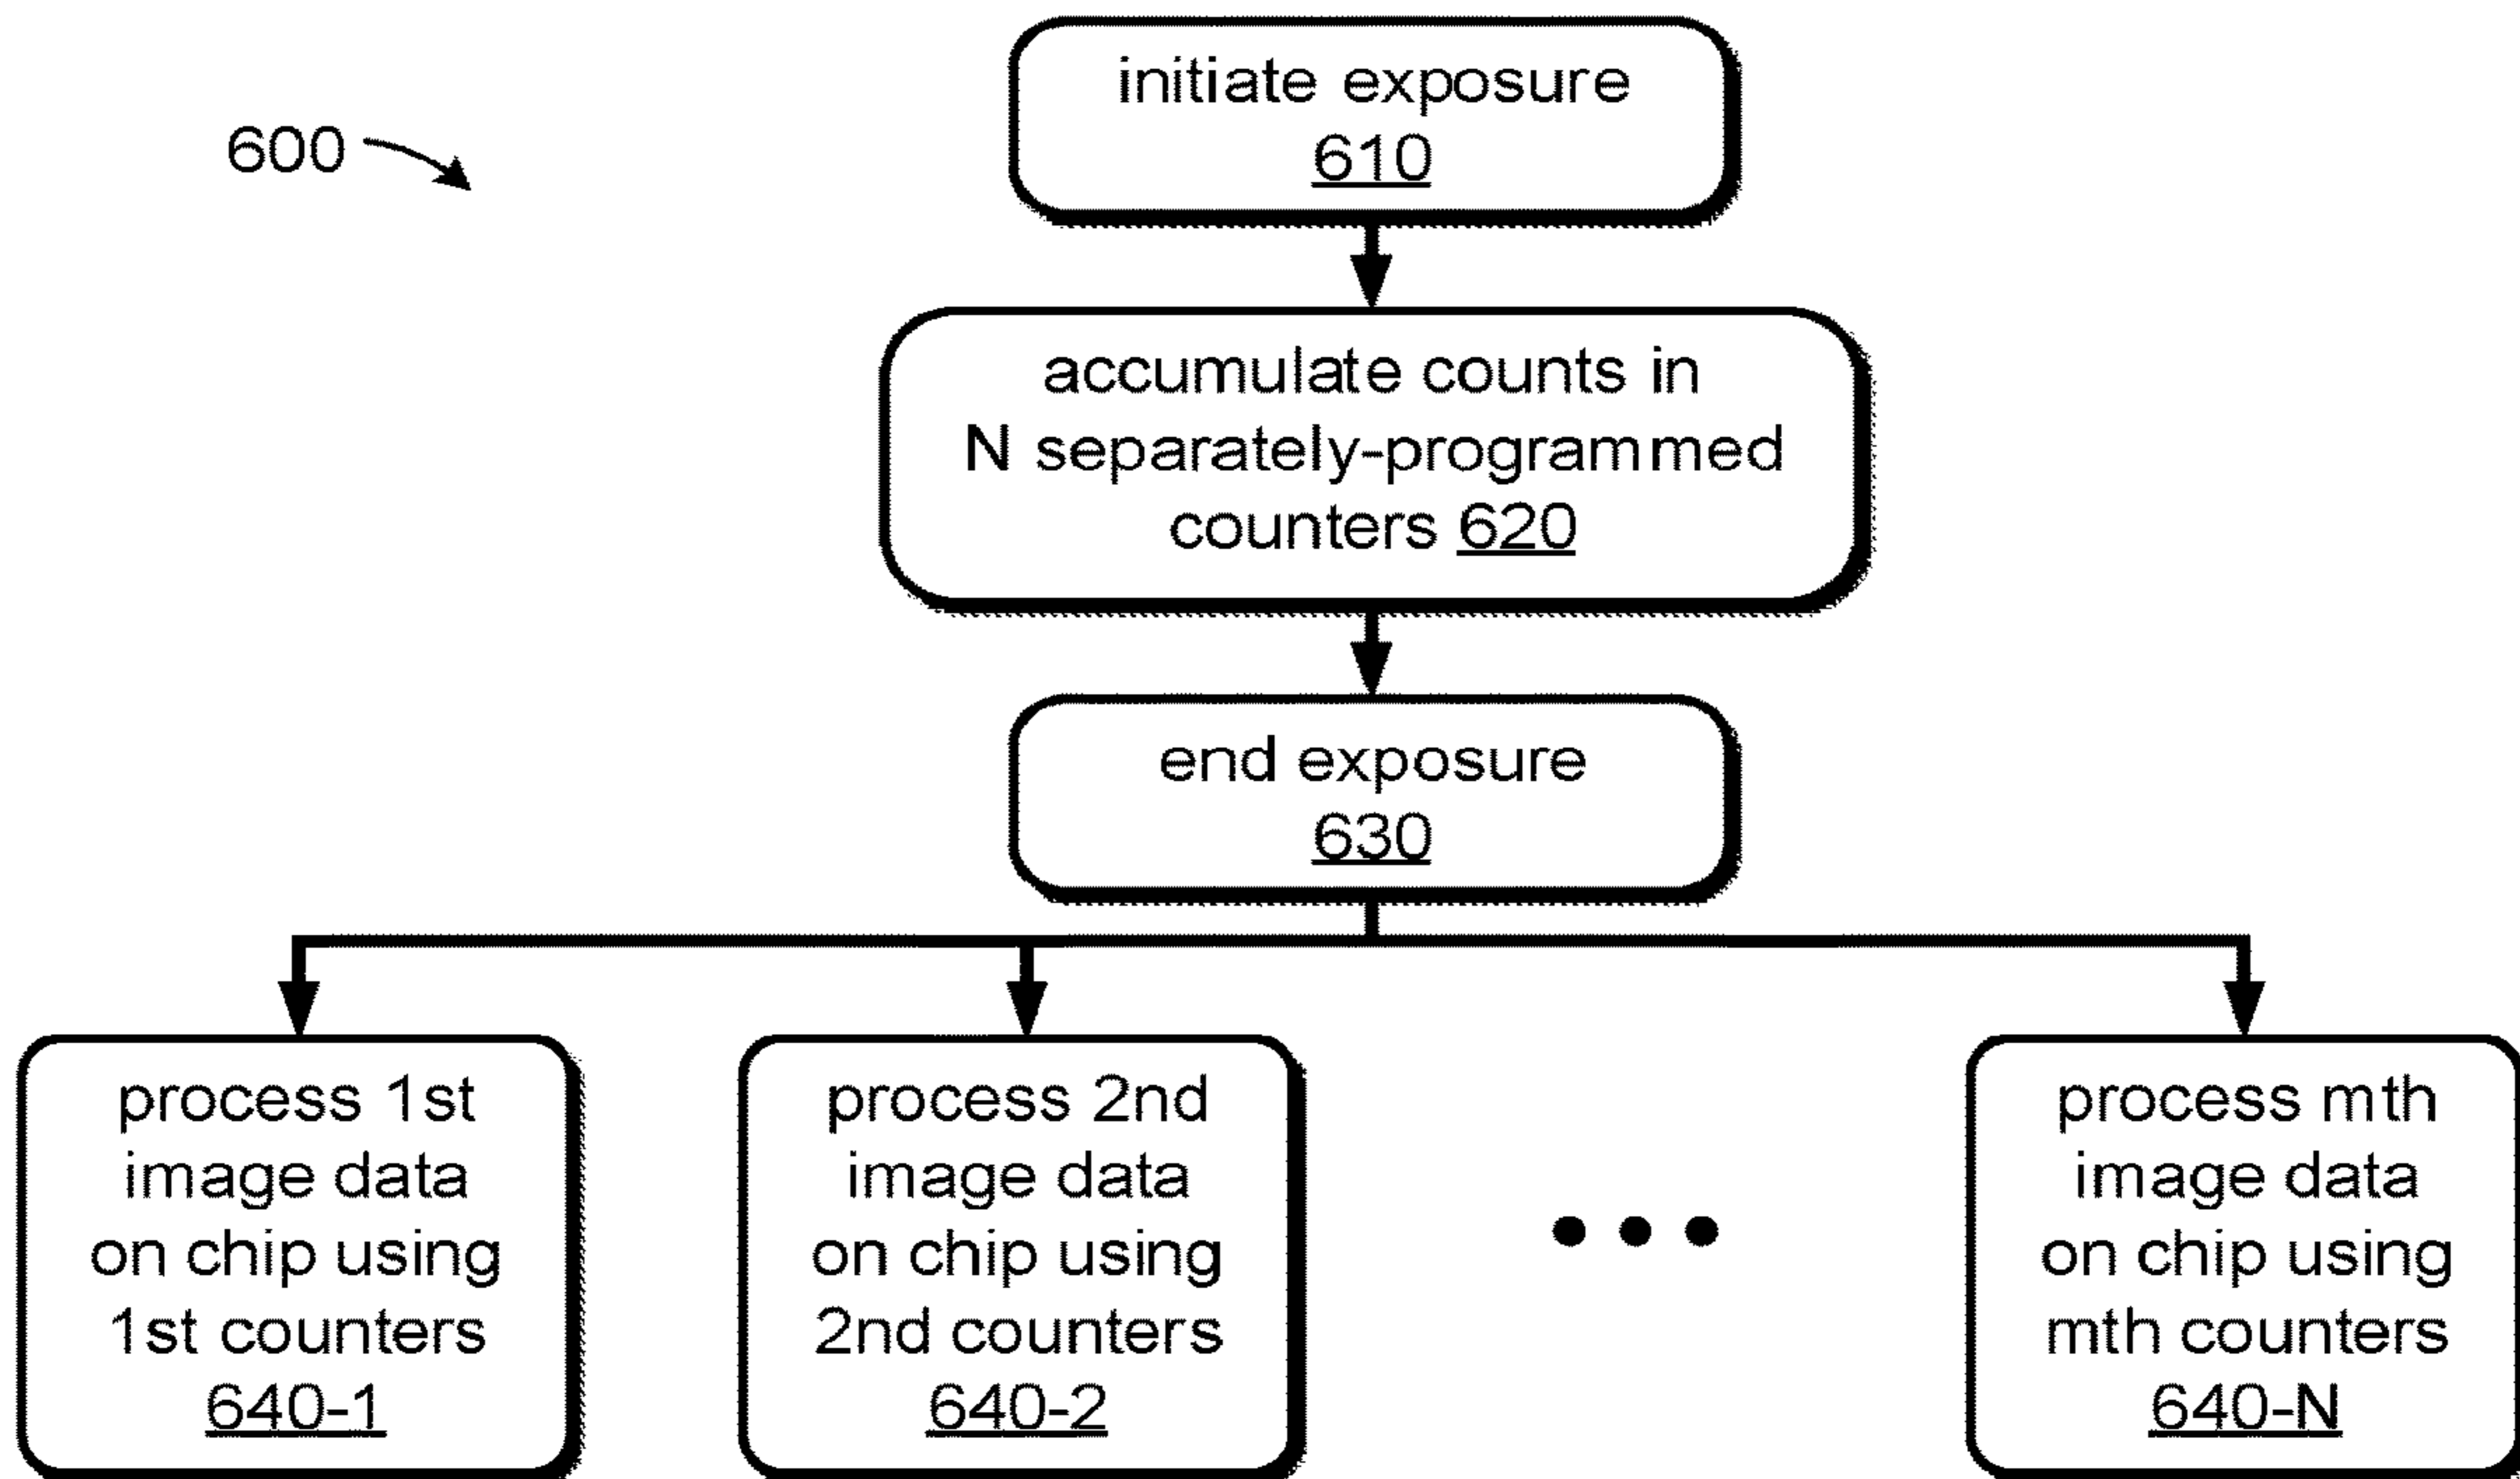 600
initiate exposure
610
accumulate counts in
N separately-programmed
counters 620
end exposure
630
process 1st
image data
on chip using
1st counters
640-1
process 2nd
image data
on chip using
2nd counters
640-2
process mth
image data
on chip using
mth counters
640-N